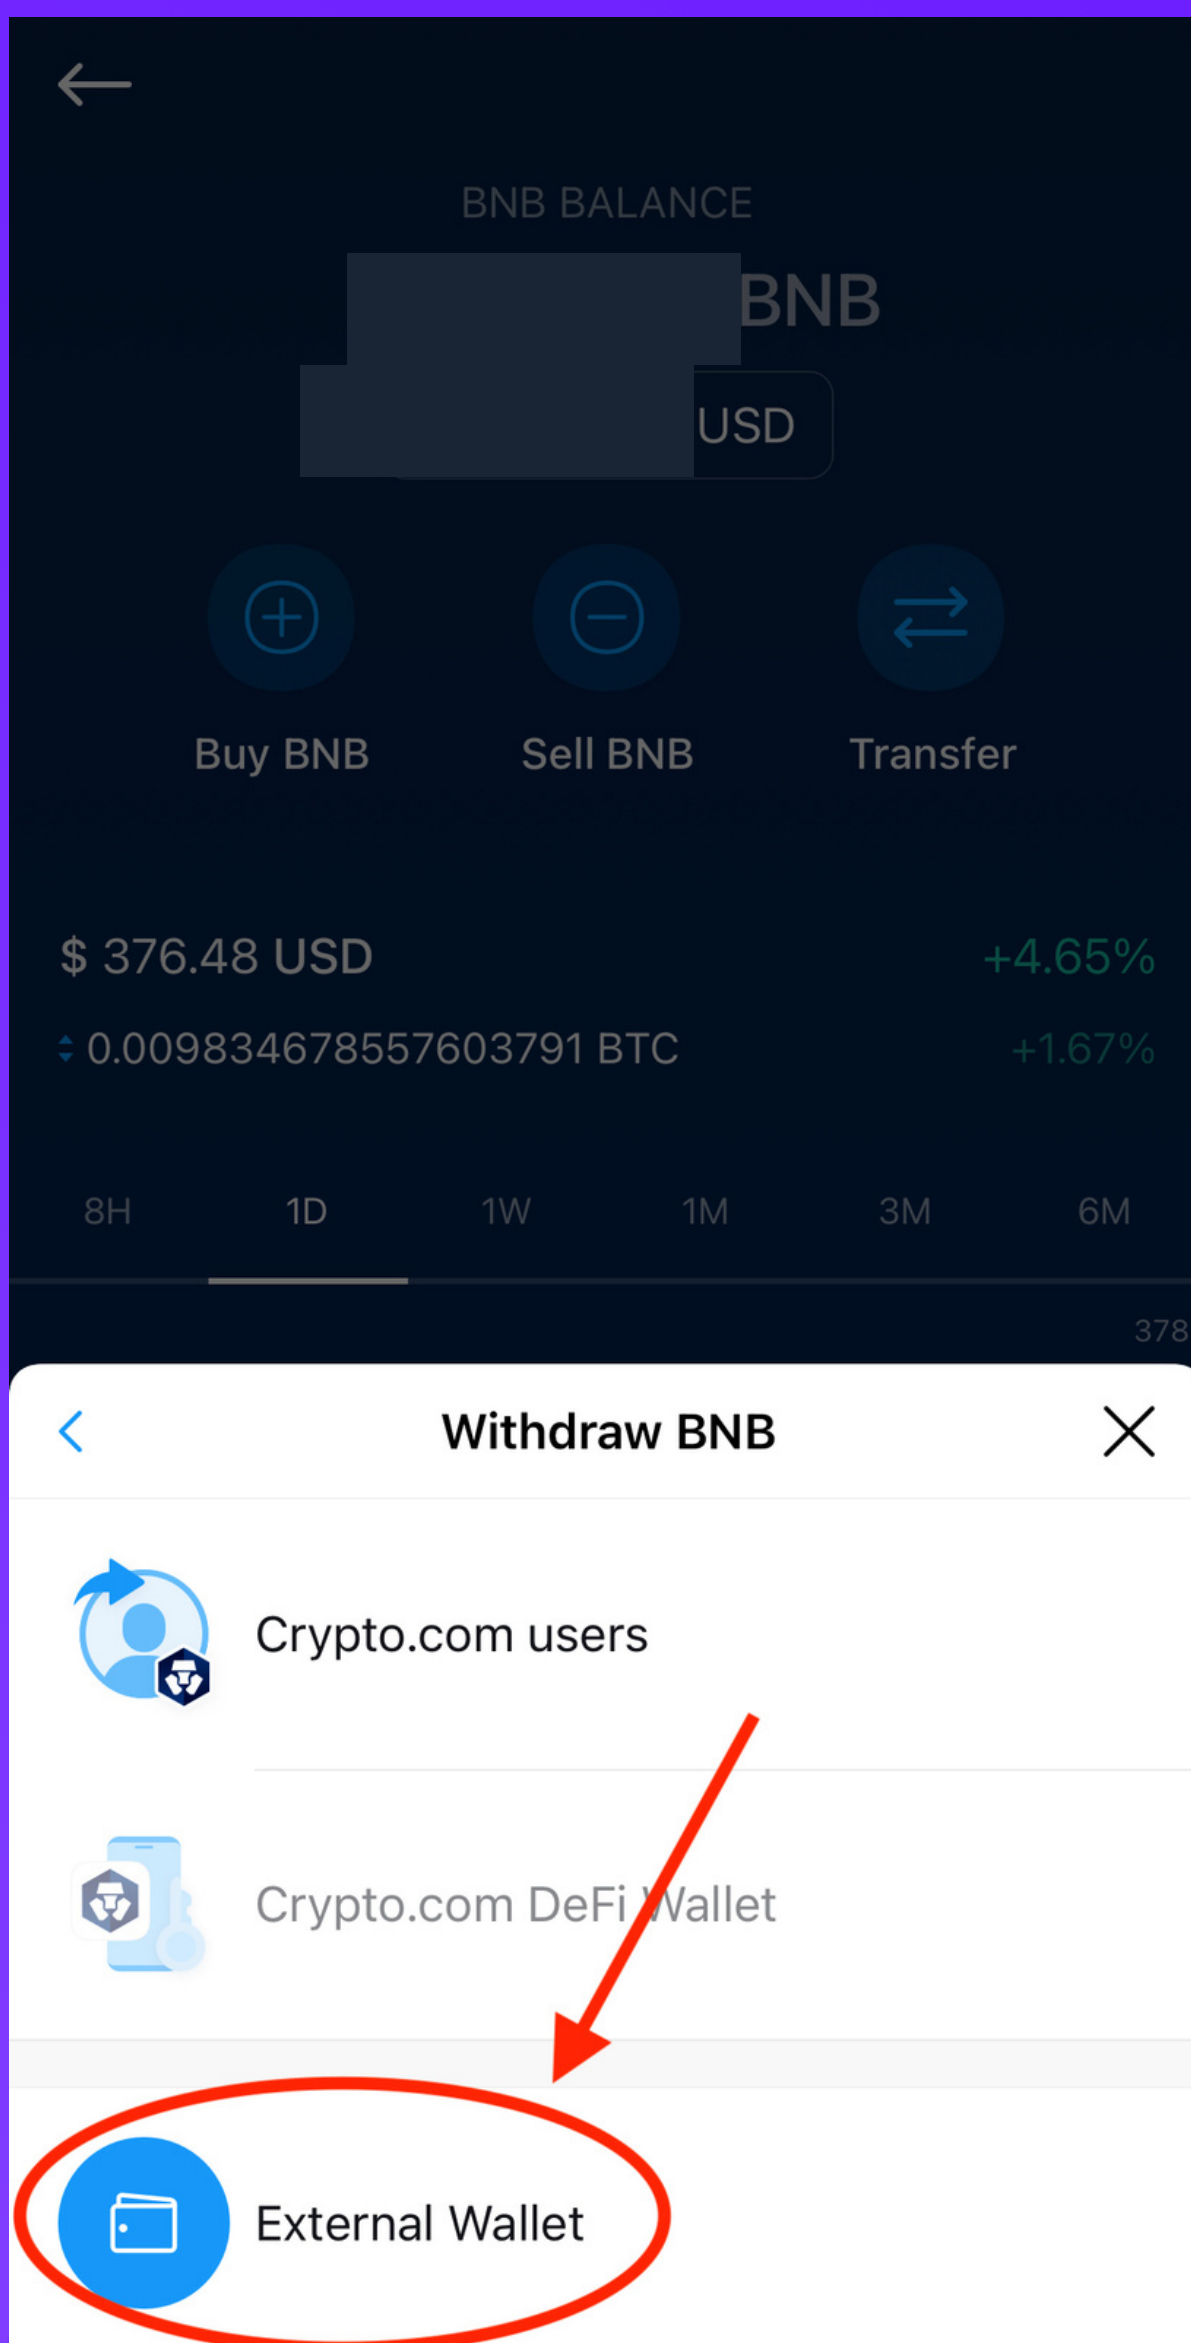 BNB BALANCE
BNB
USD
Buy BNB
Sell BNB
Transfer
$ 376.48 USD
+4.65%
0.009834678557603791 BTC
+1.67%
8H
1D
1W
1M
3M
6M
378
Withdraw BNB
Crypto.com users
Crypto.com DeFi Wallet
External Wallet